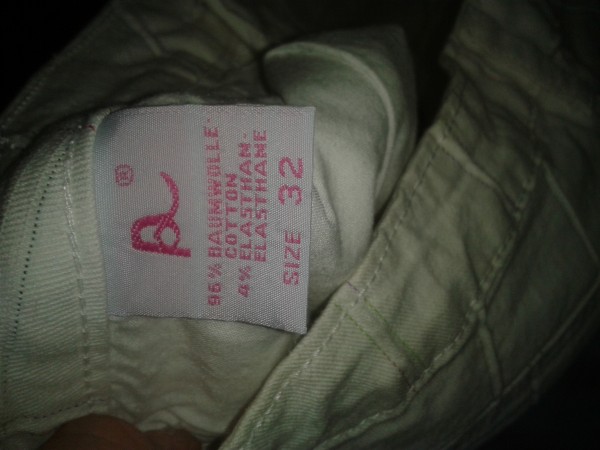 ®
96% BAUMWOLLE-
COTTON
4% ELASTHAN-
ELASTHANE
SIZE 32